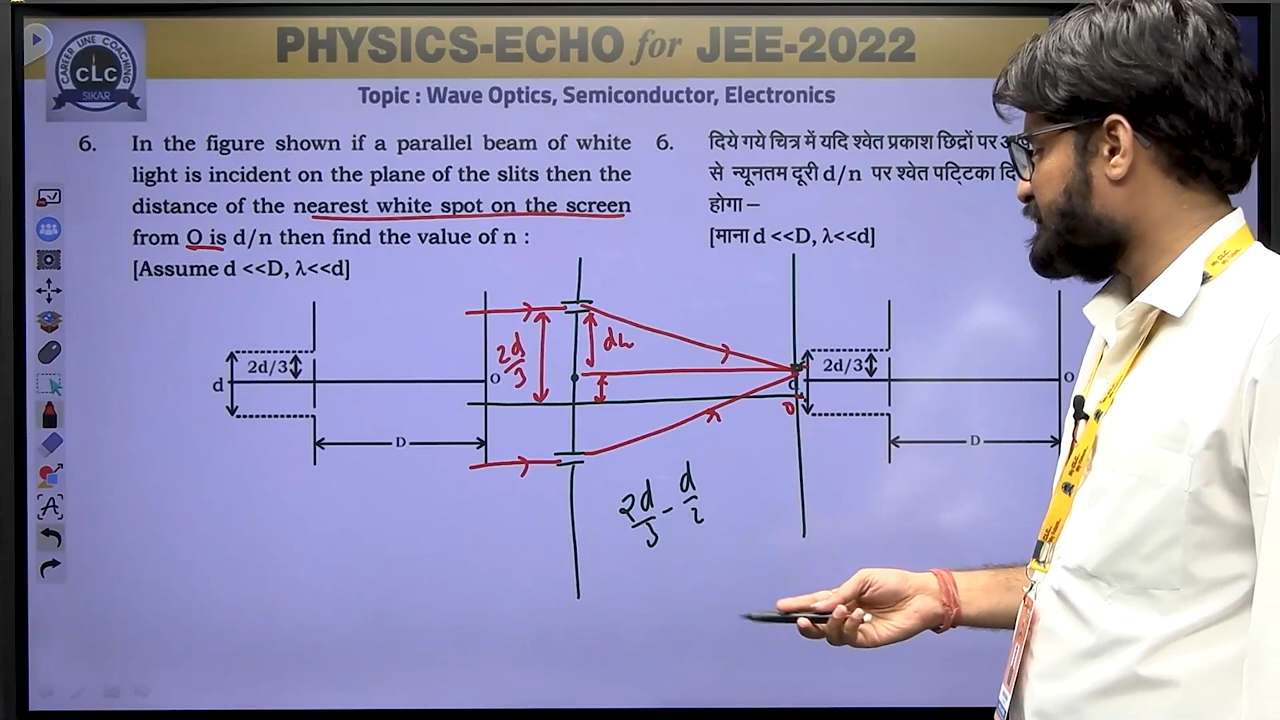 PHYSICS-ECHO for JEE-2022
CAREER LINE COACHING
CLC
SIKAR
Topic : Wave Optics, Semiconductor, Electronics
6. In the figure shown if a parallel beam of white
light is incident on the plane of the slits then the
distance of the nearest white spot on the screen
from O is d/n then find the value of n :
[Assume d <<D, λ<<d]
6. दिये गये चित्र में यदि श्वेत प्रकाश छिद्रों पर
से न्यूनतम दूरी d/n पर श्वेत पट्टिका
होगा –
[माना d <<D, λ<<d]
d
2d/3
O
D
2d/3
d/2
O
2d/3 - d/2
d
2d/3
O
D
A